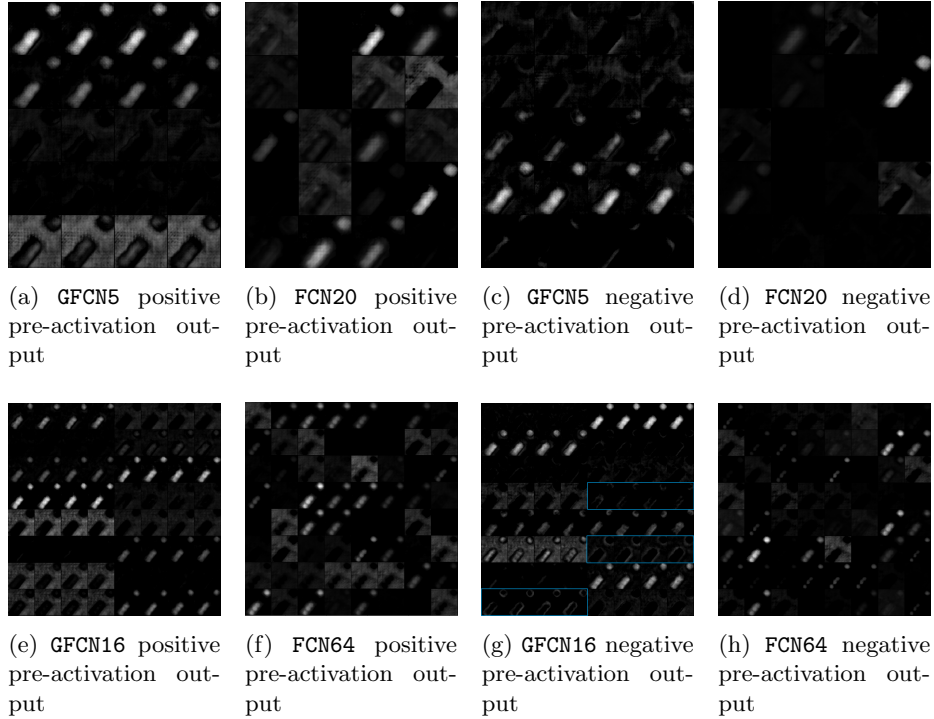 (a) GFCN5 positive
pre-activation out-
put
(b) FCN20 positive
pre-activation out-
put
(c) GFCN5 negative
pre-activation out-
put
(d) FCN20 negative
pre-activation out-
put
(e) GFCN16 positive
pre-activation out-
put
(f) FCN64 positive
pre-activation out-
put
(g) GFCN16 negative
pre-activation out-
put
(h) FCN64 negative
pre-activation out-
put